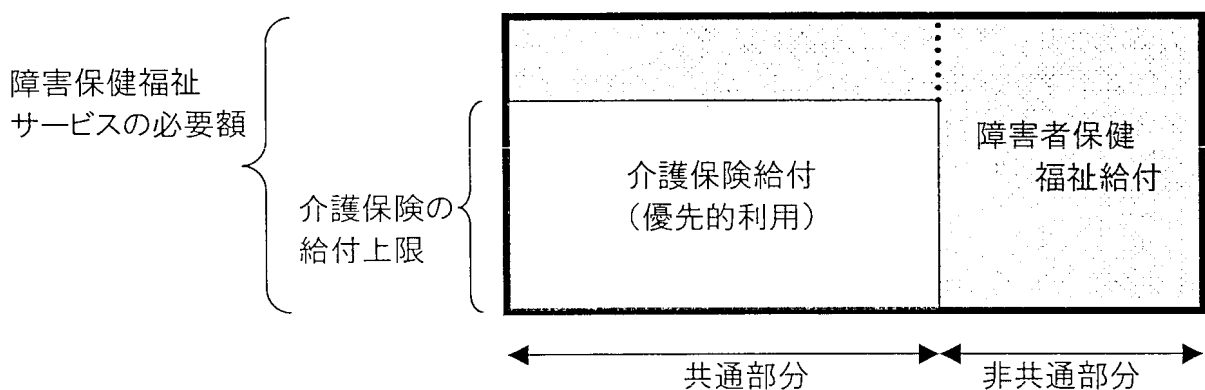 障害保健福祉
サービスの必要額
介護保険の
給付上限
介護保険給付
（優先的利用）
障害者保健
福祉給付
共通部分
非共通部分